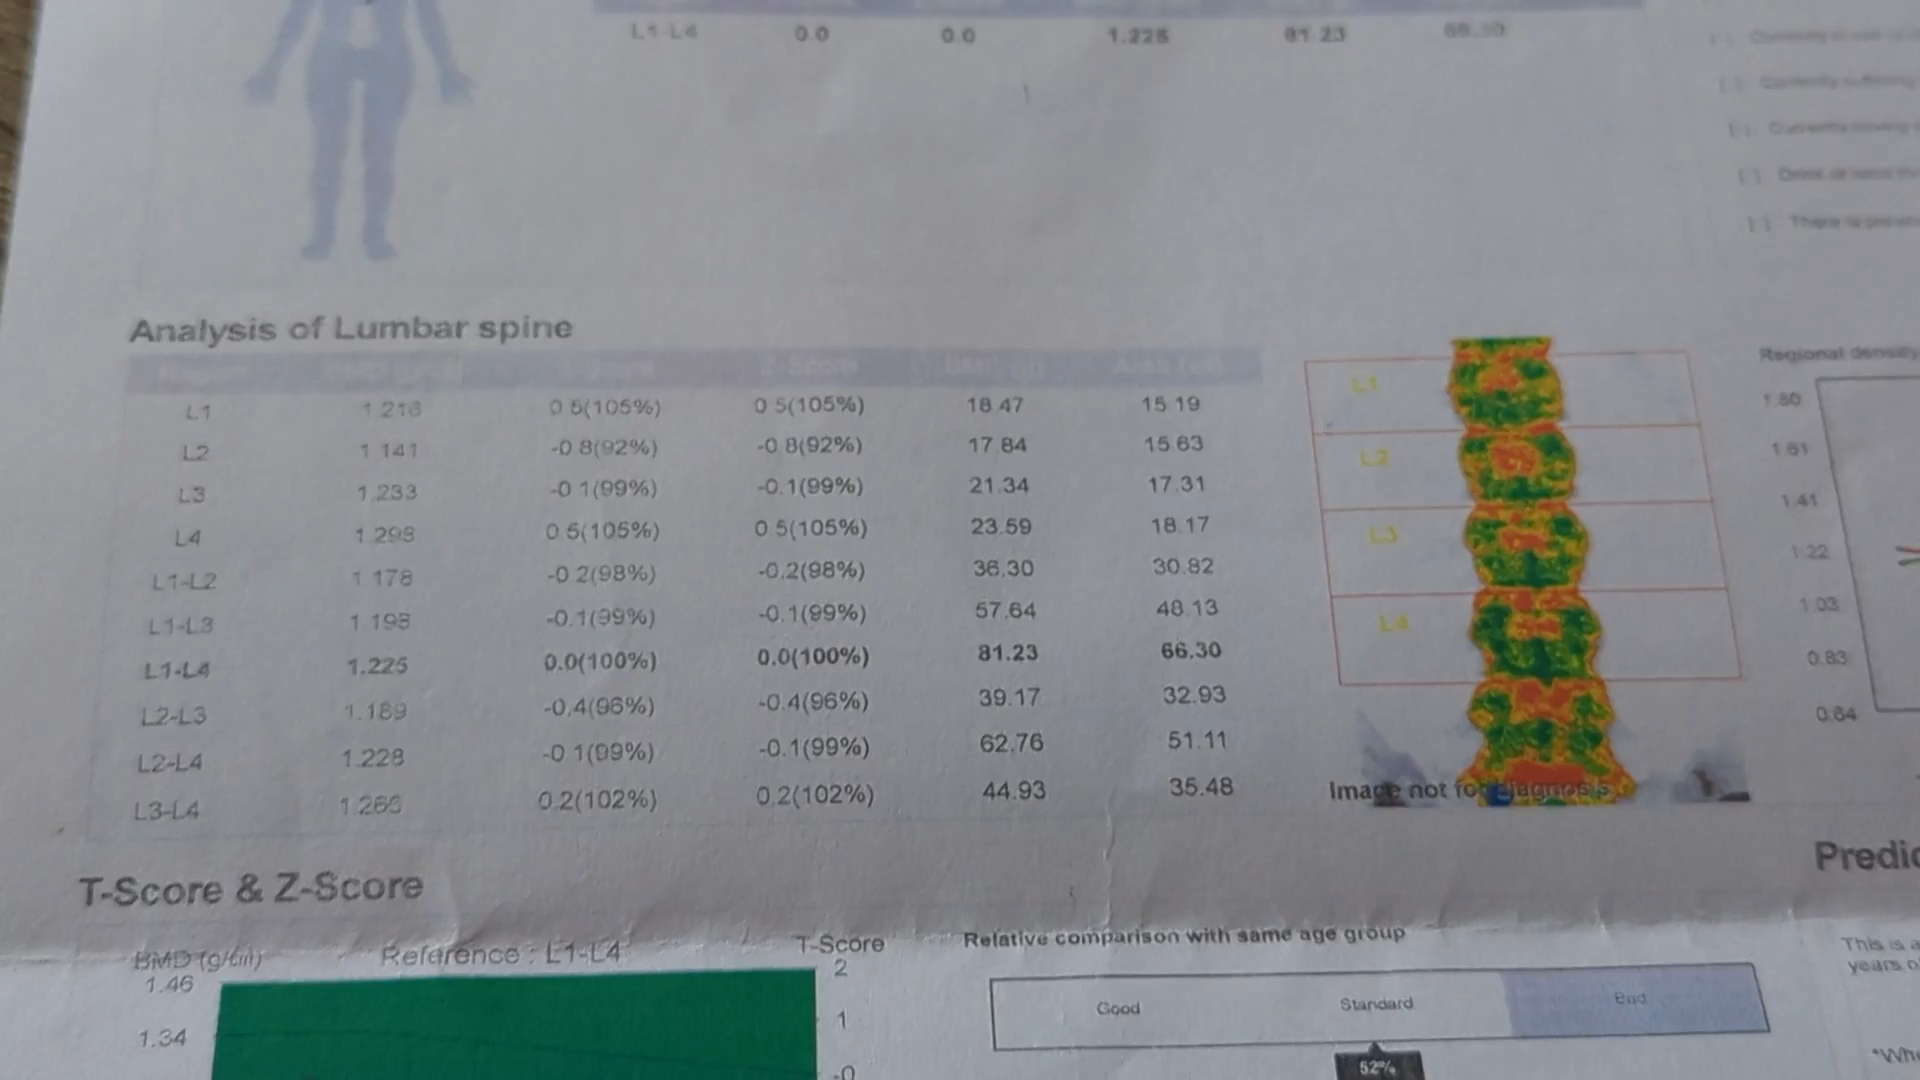 L1-L4 0.0 0.0 1.225 81.23 66.30
Analysis of Lumbar spine
Z-Score
L1 1.216 0.5(105%) 0.5(105%) 18.47 15.19
L2 1.141 -0.8(92%) -0.8(92%) 17.84 15.63
L3 1.233 -0.1(99%) -0.1(99%) 21.34 17.31
L4 1.298 0.5(105%) 0.5(105%) 23.59 18.17
L1-L2 1.178 -0.2(98%) -0.2(98%) 36.30 30.82
L1-L3 1.198 -0.1(99%) -0.1(99%) 57.64 48.13
L1-L4 1.225 0.0(100%) 0.0(100%) 81.23 66.30
L2-L3 1.189 -0.4(96%) -0.4(96%) 39.17 32.93
L2-L4 1.228 -0.1(99%) -0.1(99%) 62.76 51.11
L3-L4 1.266 0.2(102%) 0.2(102%) 44.93 35.48
L1
L2
L3
L4
Image not for diagnosis
Regional density
1.80
1.61
1.41
1.22
1.03
0.83
0.64
T-Score & Z-Score
Predic
BMD Reference : L1-L4 T-Score
1.46 2
1.34 1
-0
Relative comparison with same age group
Good Standard Bad
52%
This is a
years o
*Whe